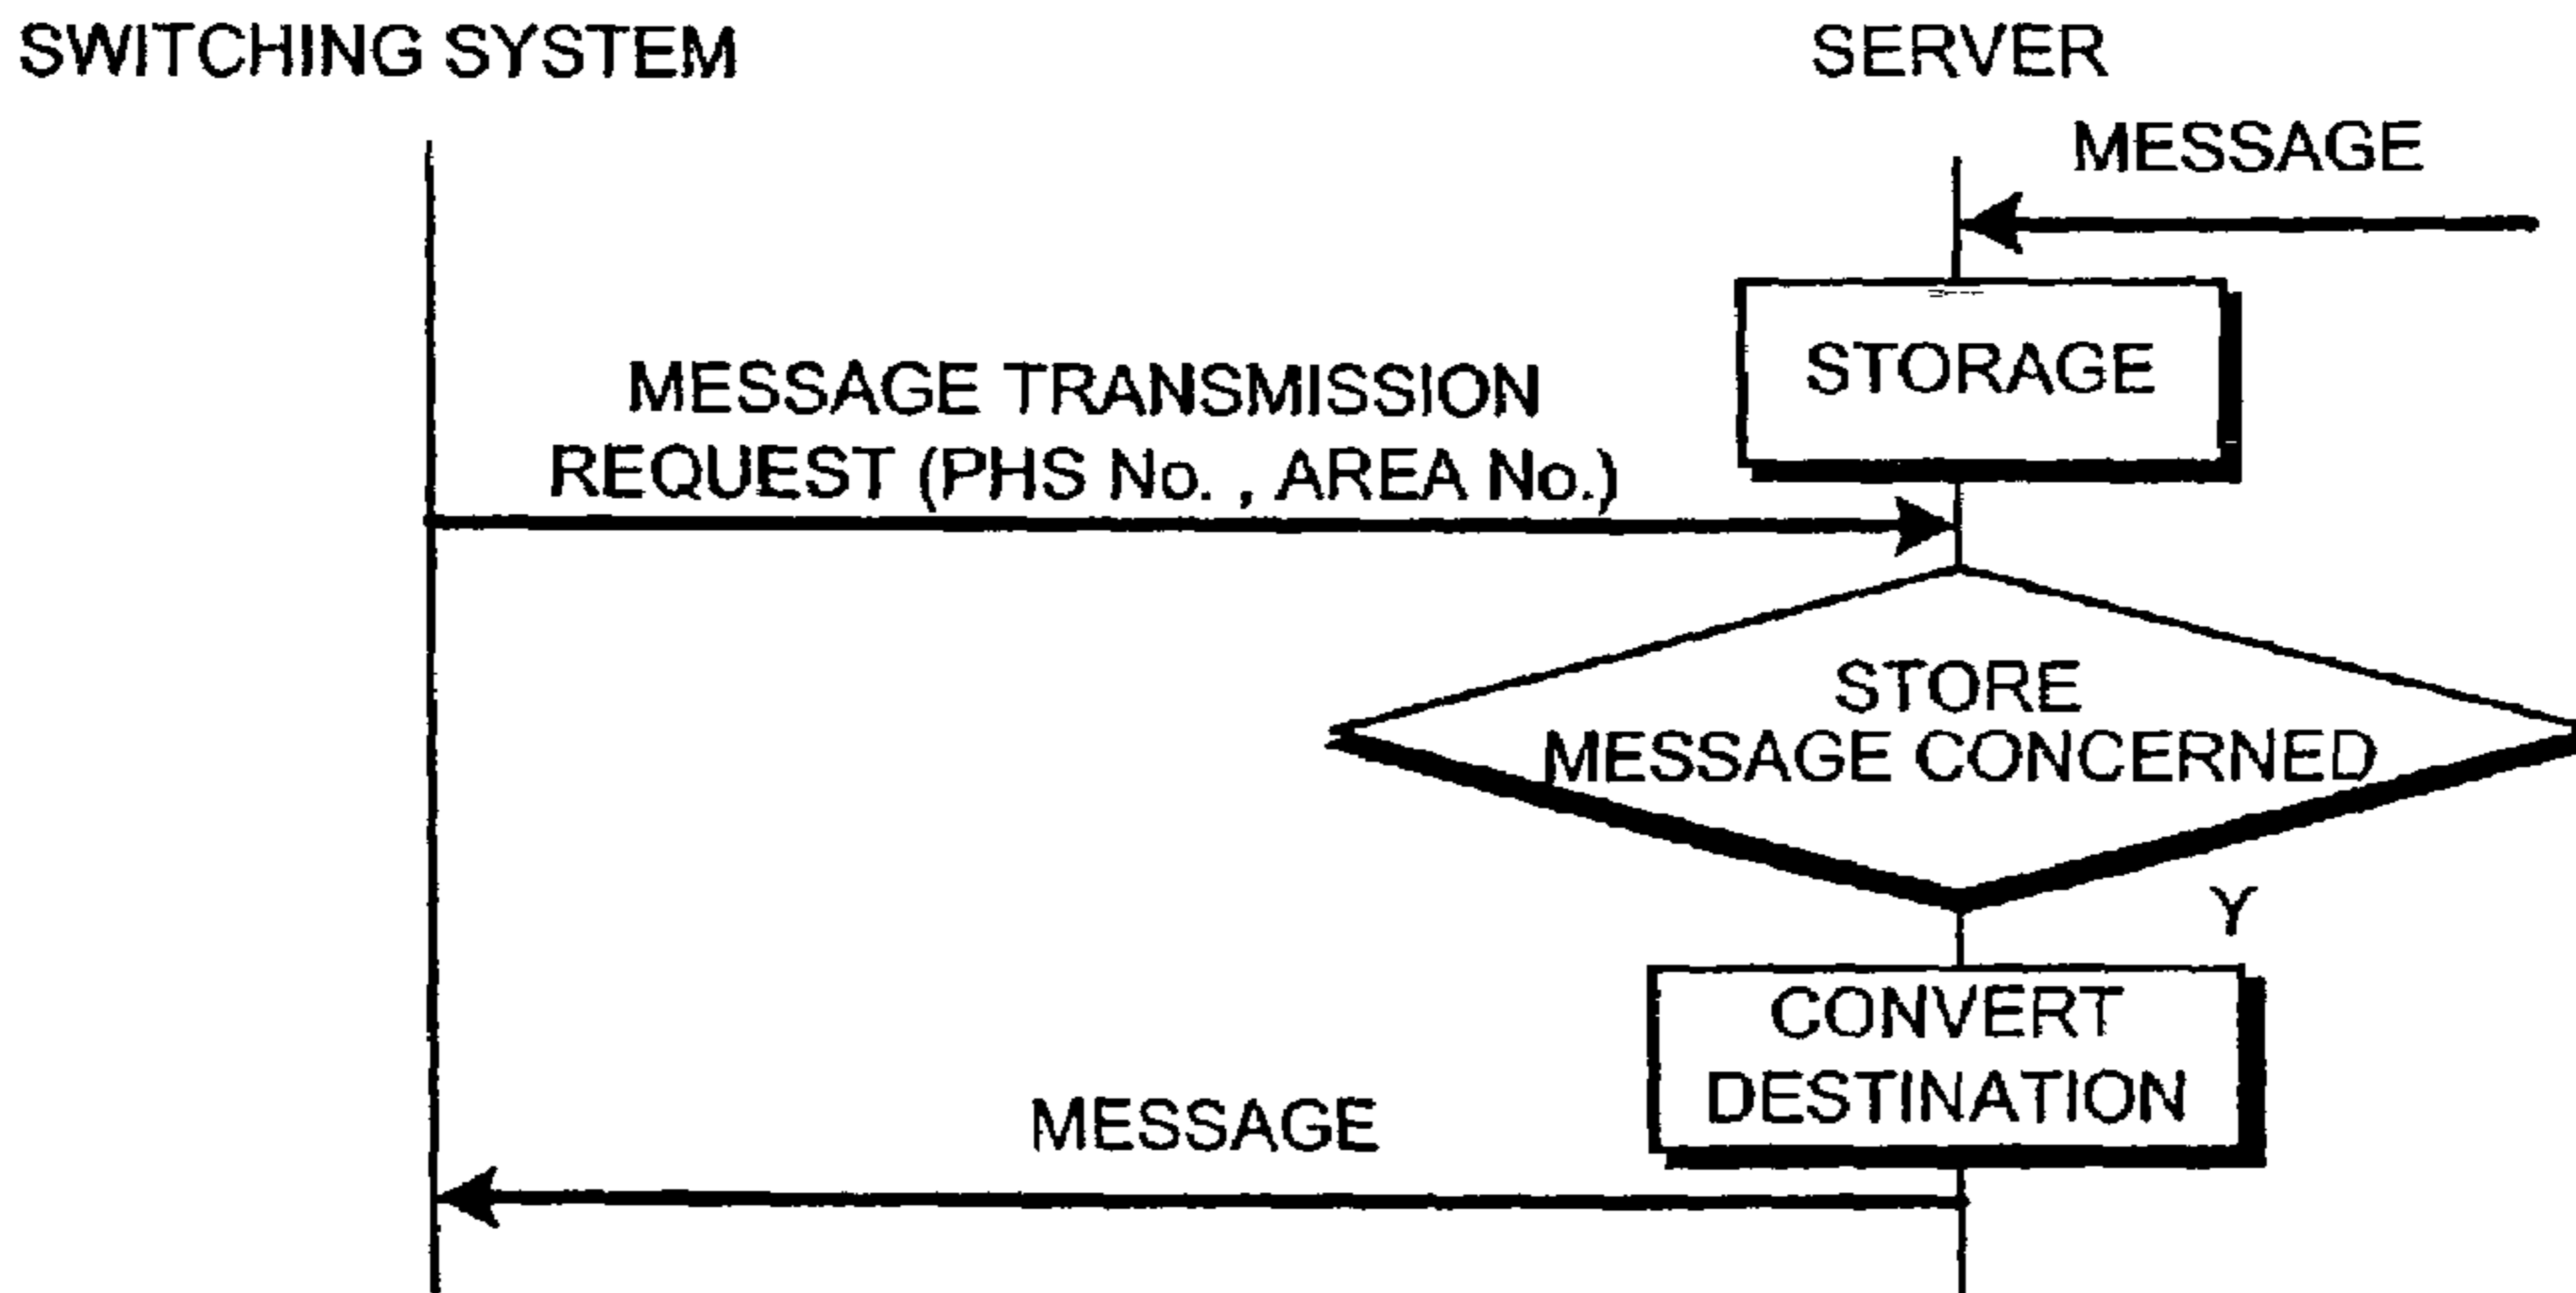 SWITCHING SYSTEM
SERVER
MESSAGE
STORAGE
MESSAGE TRANSMISSION
REQUEST (PHS No. , AREA No.)
STORE
MESSAGE CONCERNED
Y
CONVERT
DESTINATION
MESSAGE